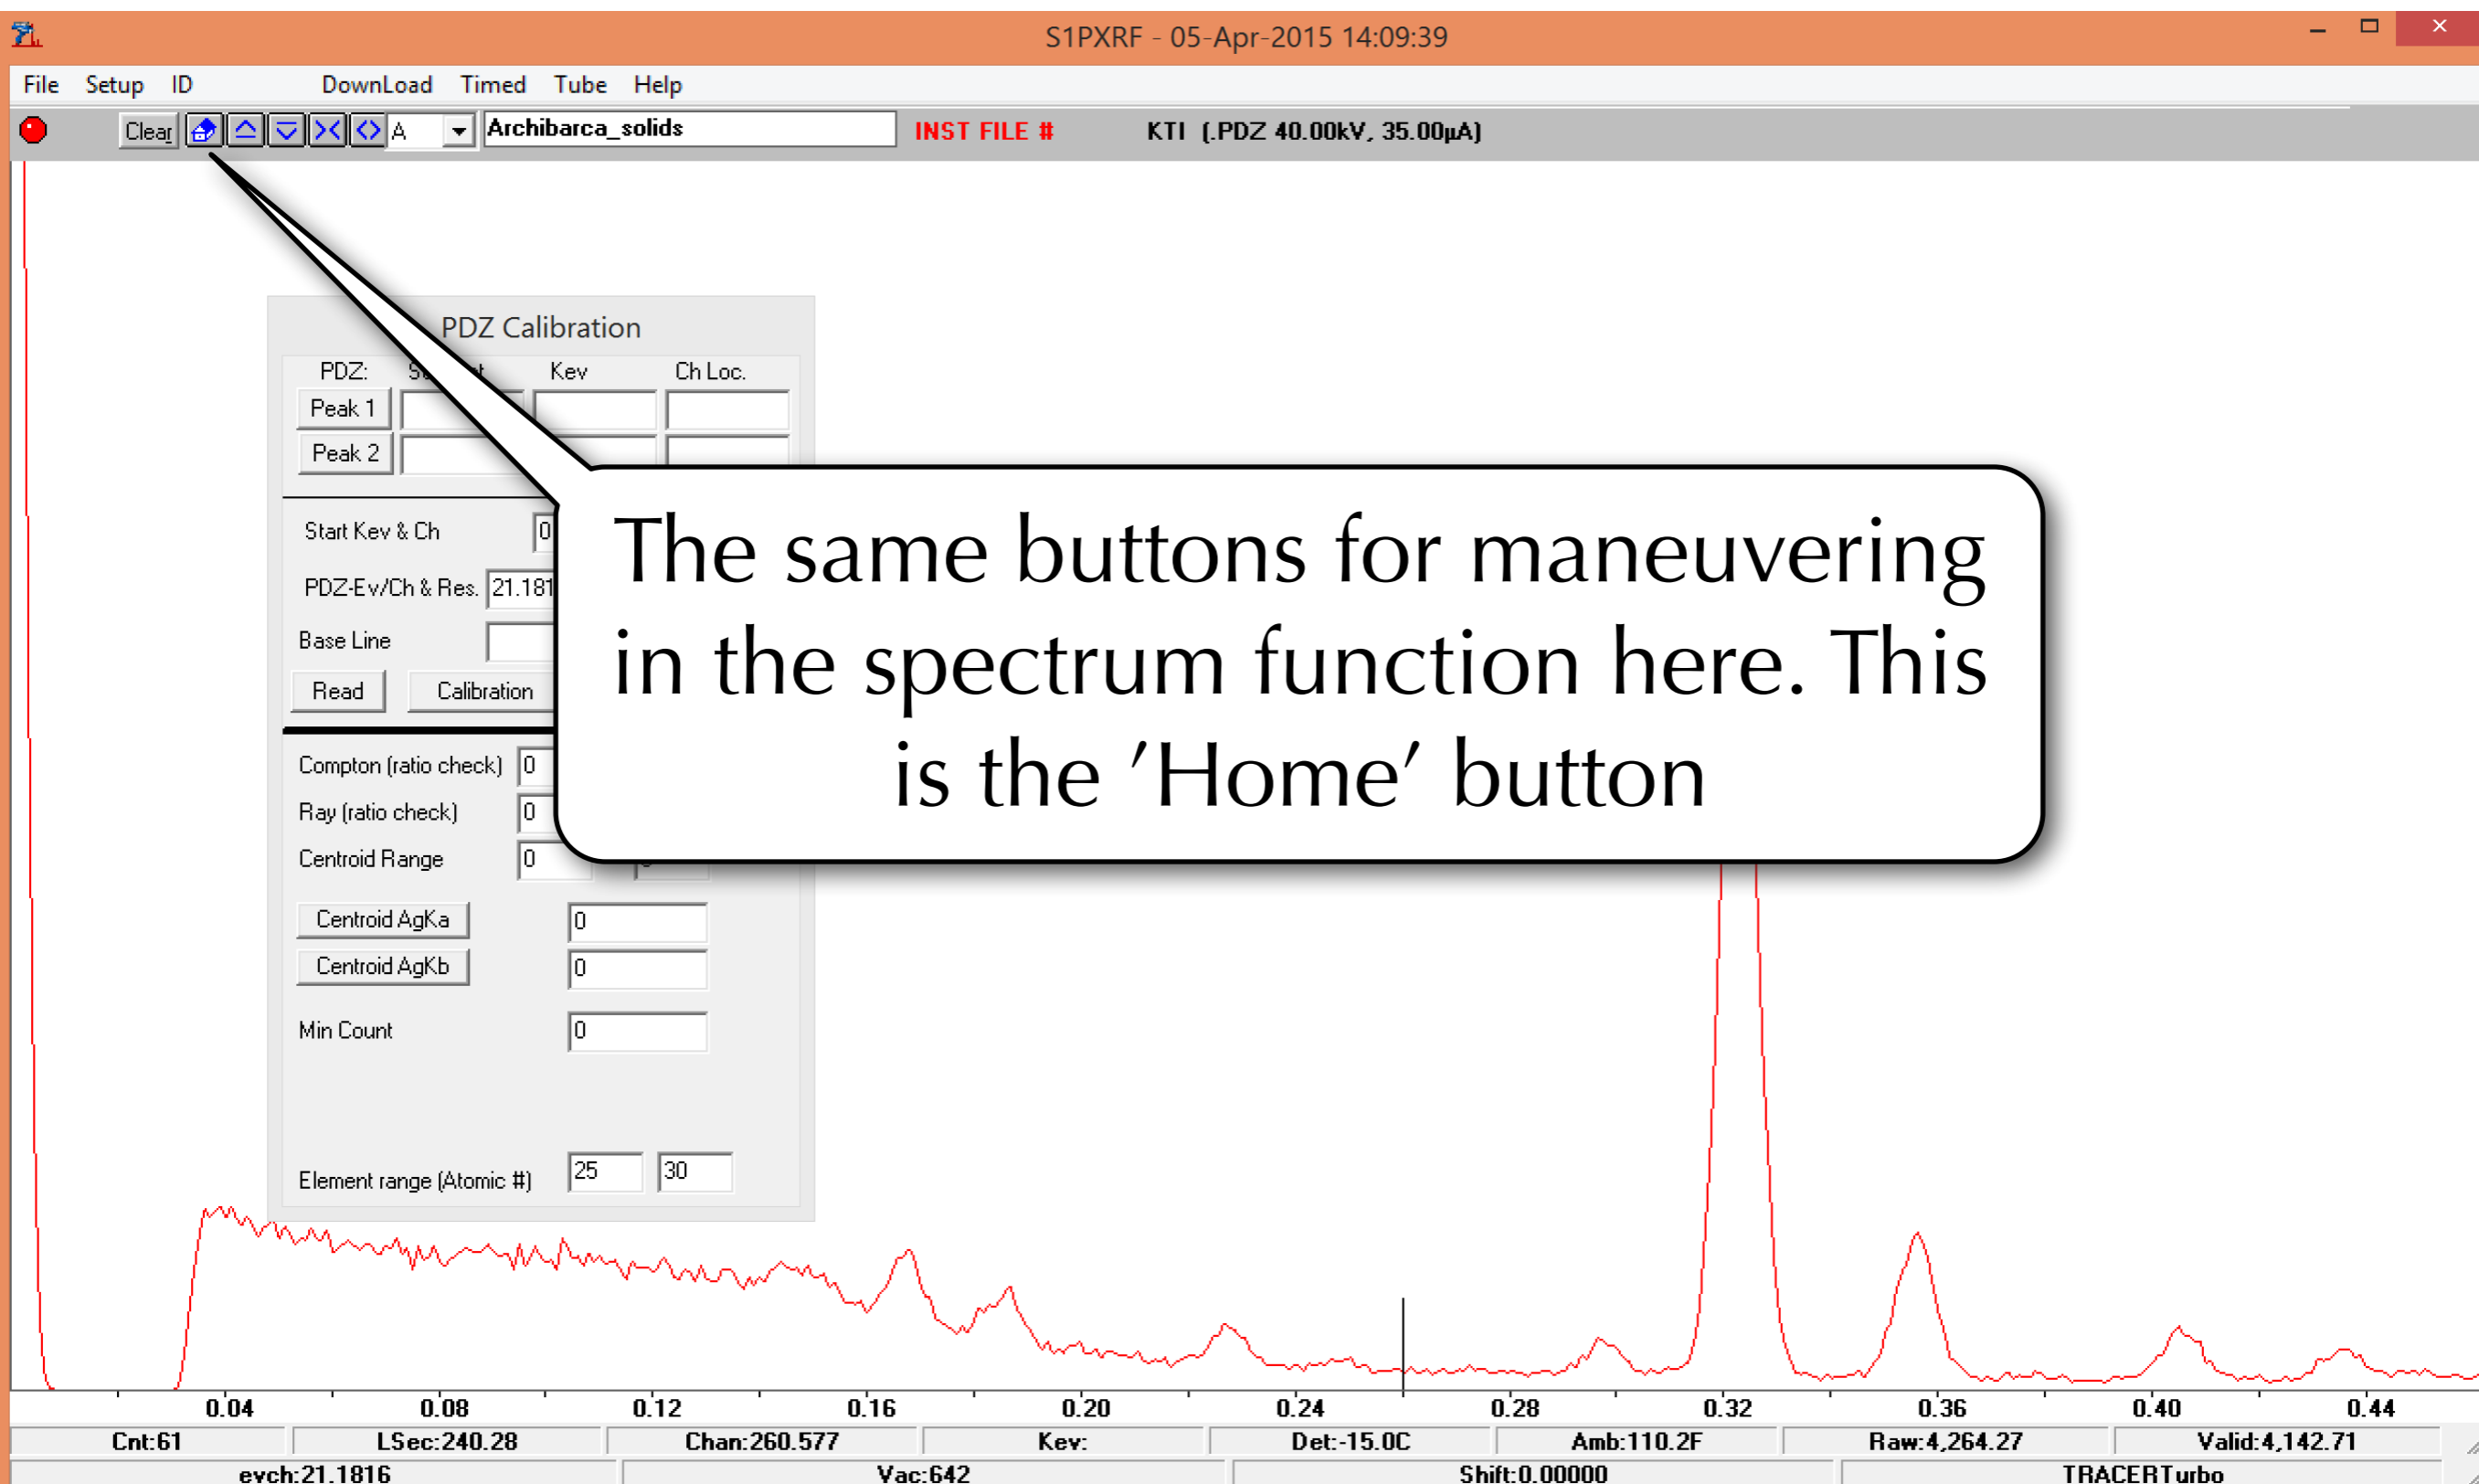 S1PXRF - 05-Apr-2015 14:09:39
File Setup ID DownLoad Timed Tube Help
Clear A Archibarca_solids INST FILE # KTI (.PDZ 40.00kV, 35.00µA)
PDZ Calibration
PDZ: Kev Ch Loc.
Peak 1
Peak 2
Start Kev & Ch 0
PDZ-Ev/Ch & Res. 21.181
Base Line
Read Calibration
The same buttons for maneuvering
in the spectrum function here. This
is the 'Home' button
Compton (ratio check) 0
Ray (ratio check) 0
Centroid Range 0
Centroid AgKa 0
Centroid AgKb 0
Min Count 0
Element range (Atomic #) 25 30
0.04 0.08 0.12 0.16 0.20 0.24 0.28 0.32 0.36 0.40 0.44
Cnt:61 LSec:240.28 Chan:260.577 Kev: Det:-15.0C Amb:110.2F Raw:4,264.27 Valid:4,142.71
evch:21.1816 Vac:642 Shift:0.00000 TRACERTurbo